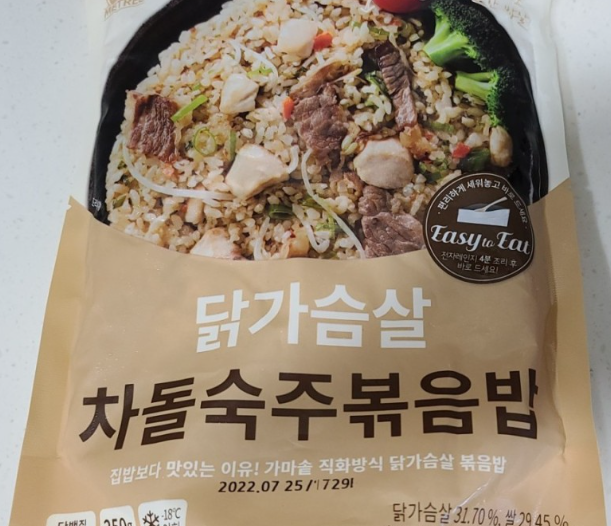 편리하게 세워놓고 바로 드세요
Easy to Eat
전자레인지 4분 조리 후
바로 드세요!
닭가슴살
차돌숙주볶음밥
집밥보다 맛있는 이유! 가마솥 직화방식 닭가슴살 볶음밥
2022.07 25 / 1729
단백질 250g -18℃
닭가슴살 31.70 %, 쌀 29.45 %